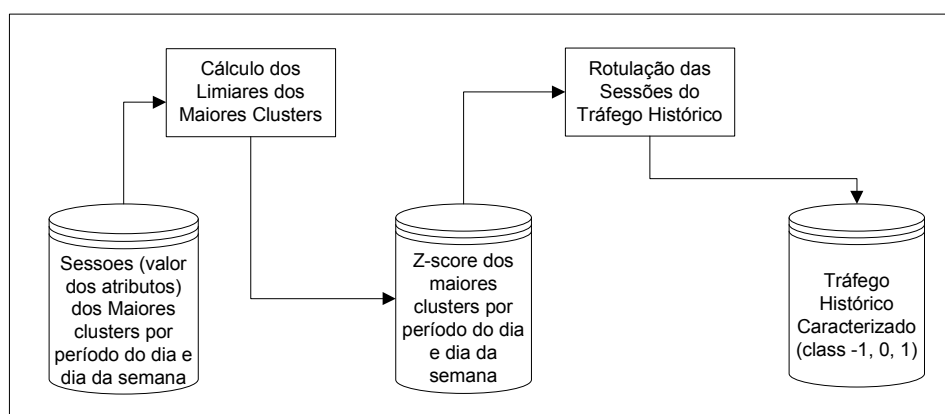 Cálculo dos
Limiares dos
Maiores Clusters
Rotulação das
Sessões do
Tráfego Histórico
Sessoes (valor
dos atributos)
dos Maiores
clusters por
período do dia e
dia da semana
Z-score dos
maiores
clusters por
período do dia
e dia da
semana
Tráfego
Histórico
Caracterizado
(class -1, 0, 1)